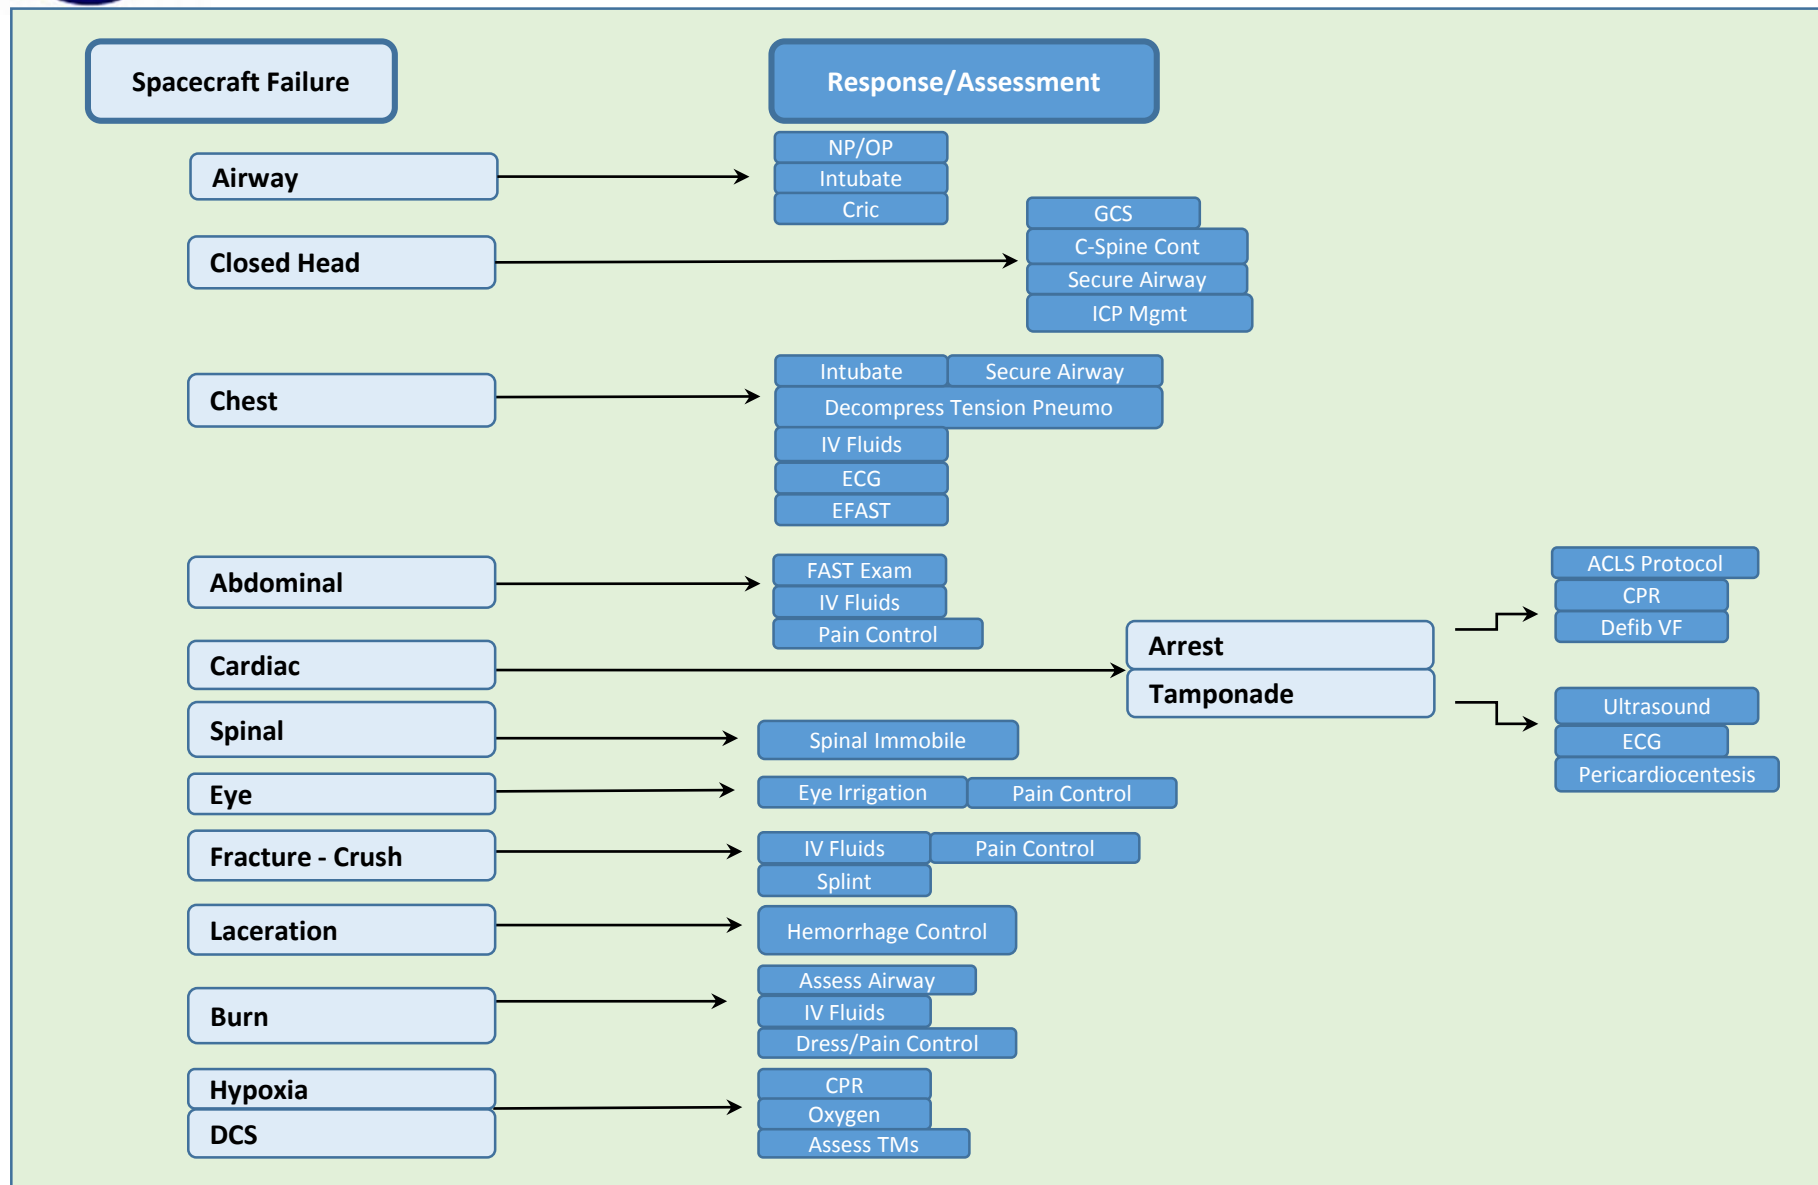 Spacecraft Failure
Response/Assessment
Airway
NP/OP
Intubate
Cric
Closed Head
GCS
C-Spine Cont
Secure Airway
ICP Mgmt
Chest
Intubate
Secure Airway
Decompress Tension Pneumo
IV Fluids
ECG
EFAST
Abdominal
FAST Exam
IV Fluids
Pain Control
Cardiac
Arrest
ACLS Protocol
CPR
Defib VF
Tamponade
Ultrasound
ECG
Pericardiocentesis
Spinal
Spinal Immobile
Eye
Eye Irrigation
Pain Control
Fracture - Crush
IV Fluids
Pain Control
Splint
Laceration
Hemorrhage Control
Burn
Assess Airway
IV Fluids
Dress/Pain Control
Hypoxia
DCS
CPR
Oxygen
Assess TMs